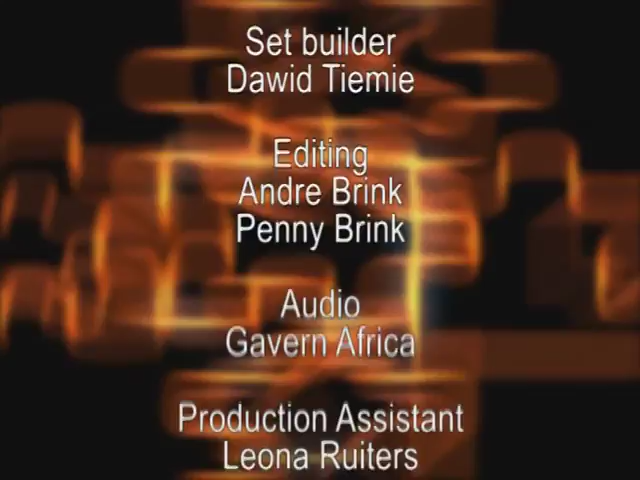 Set builder
Dawid Tiemie
Editing
Andre Brink
Penny Brink
Audio
Gavern Africa
Production Assistant
Leona Ruiters